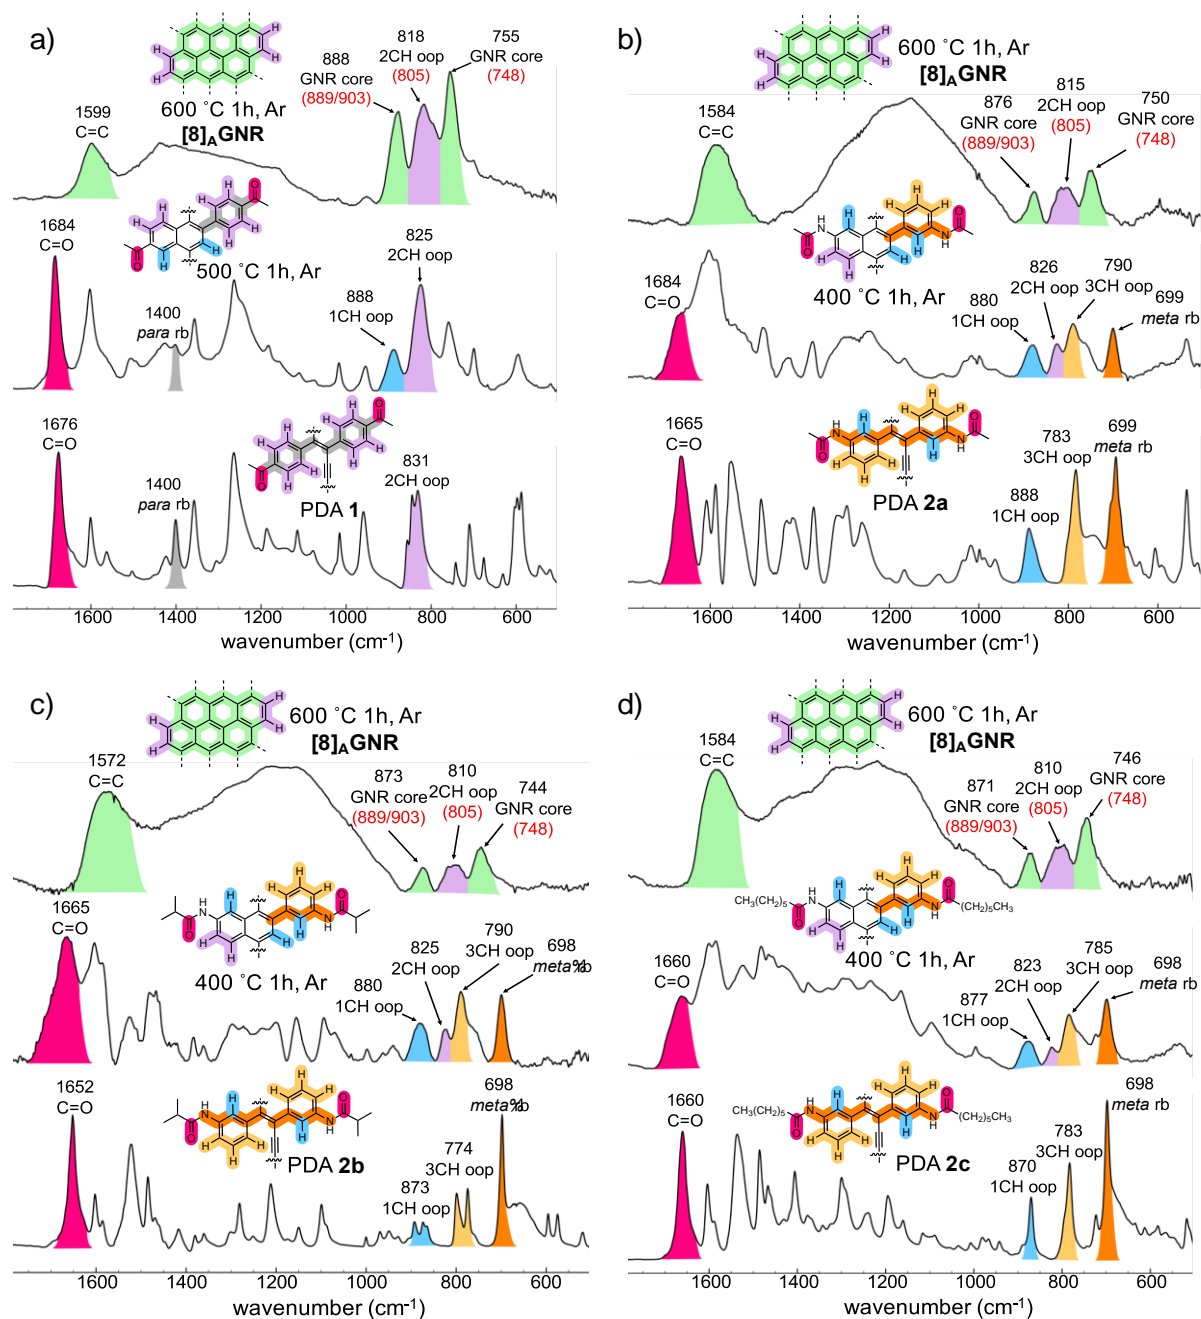 a)
888
GNR core
(889/903)
818
2CH oop
(805)
755
GNR core
(748)
1599
C=C
600 °C 1h, Ar
[8]AGNR
1684
C=O
1400
para rb
500 °C 1h, Ar
825
2CH oop
888
1CH oop
1676
C=O
1400
para rb
PDA 1
831
2CH oop
1600 1400 1200 1000 800 600
wavenumber (cm-1)
b)
600 °C 1h, Ar
[8]AGNR
1584
C=C
876
GNR core
(889/903)
815
2CH oop
(805)
750
GNR core
(748)
1684
C=O
400 °C 1h, Ar
880
1CH oop
826
2CH oop
790
3CH oop
699
meta rb
1665
C=O
PDA 2a
888
1CH oop
783
3CH oop
699
meta rb
1600 1400 1200 1000 800 600
wavenumber (cm-1)
c)
600 °C 1h, Ar
[8]AGNR
1572
C=C
873
GNR core
(889/903)
810
2CH oop
(805)
744
GNR core
(748)
1665
C=O
400 °C 1h, Ar
880
1CH oop
825
2CH oop
790
3CH oop
698
1652
C=O
PDA 2b
873
1CH oop
774
3CH oop
698
1600 1400 1200 1000 800 600
wavenumber (cm-1)
d)
600 °C 1h, Ar
[8]AGNR
1584
C=C
871
GNR core
(889/903)
810
2CH oop
(805)
746
GNR core
(748)
1660
C=O
CH3(CH2)5
(CH2)5CH3
400 °C 1h, Ar
877
1CH oop
823
2CH oop
785
3CH oop
698
meta rb
1660
C=O
CH3(CH2)5
(CH2)5CH3
PDA 2c
870
1CH oop
783
3CH oop
698
meta rb
1600 1400 1200 1000 800 600
wavenumber (cm-1)